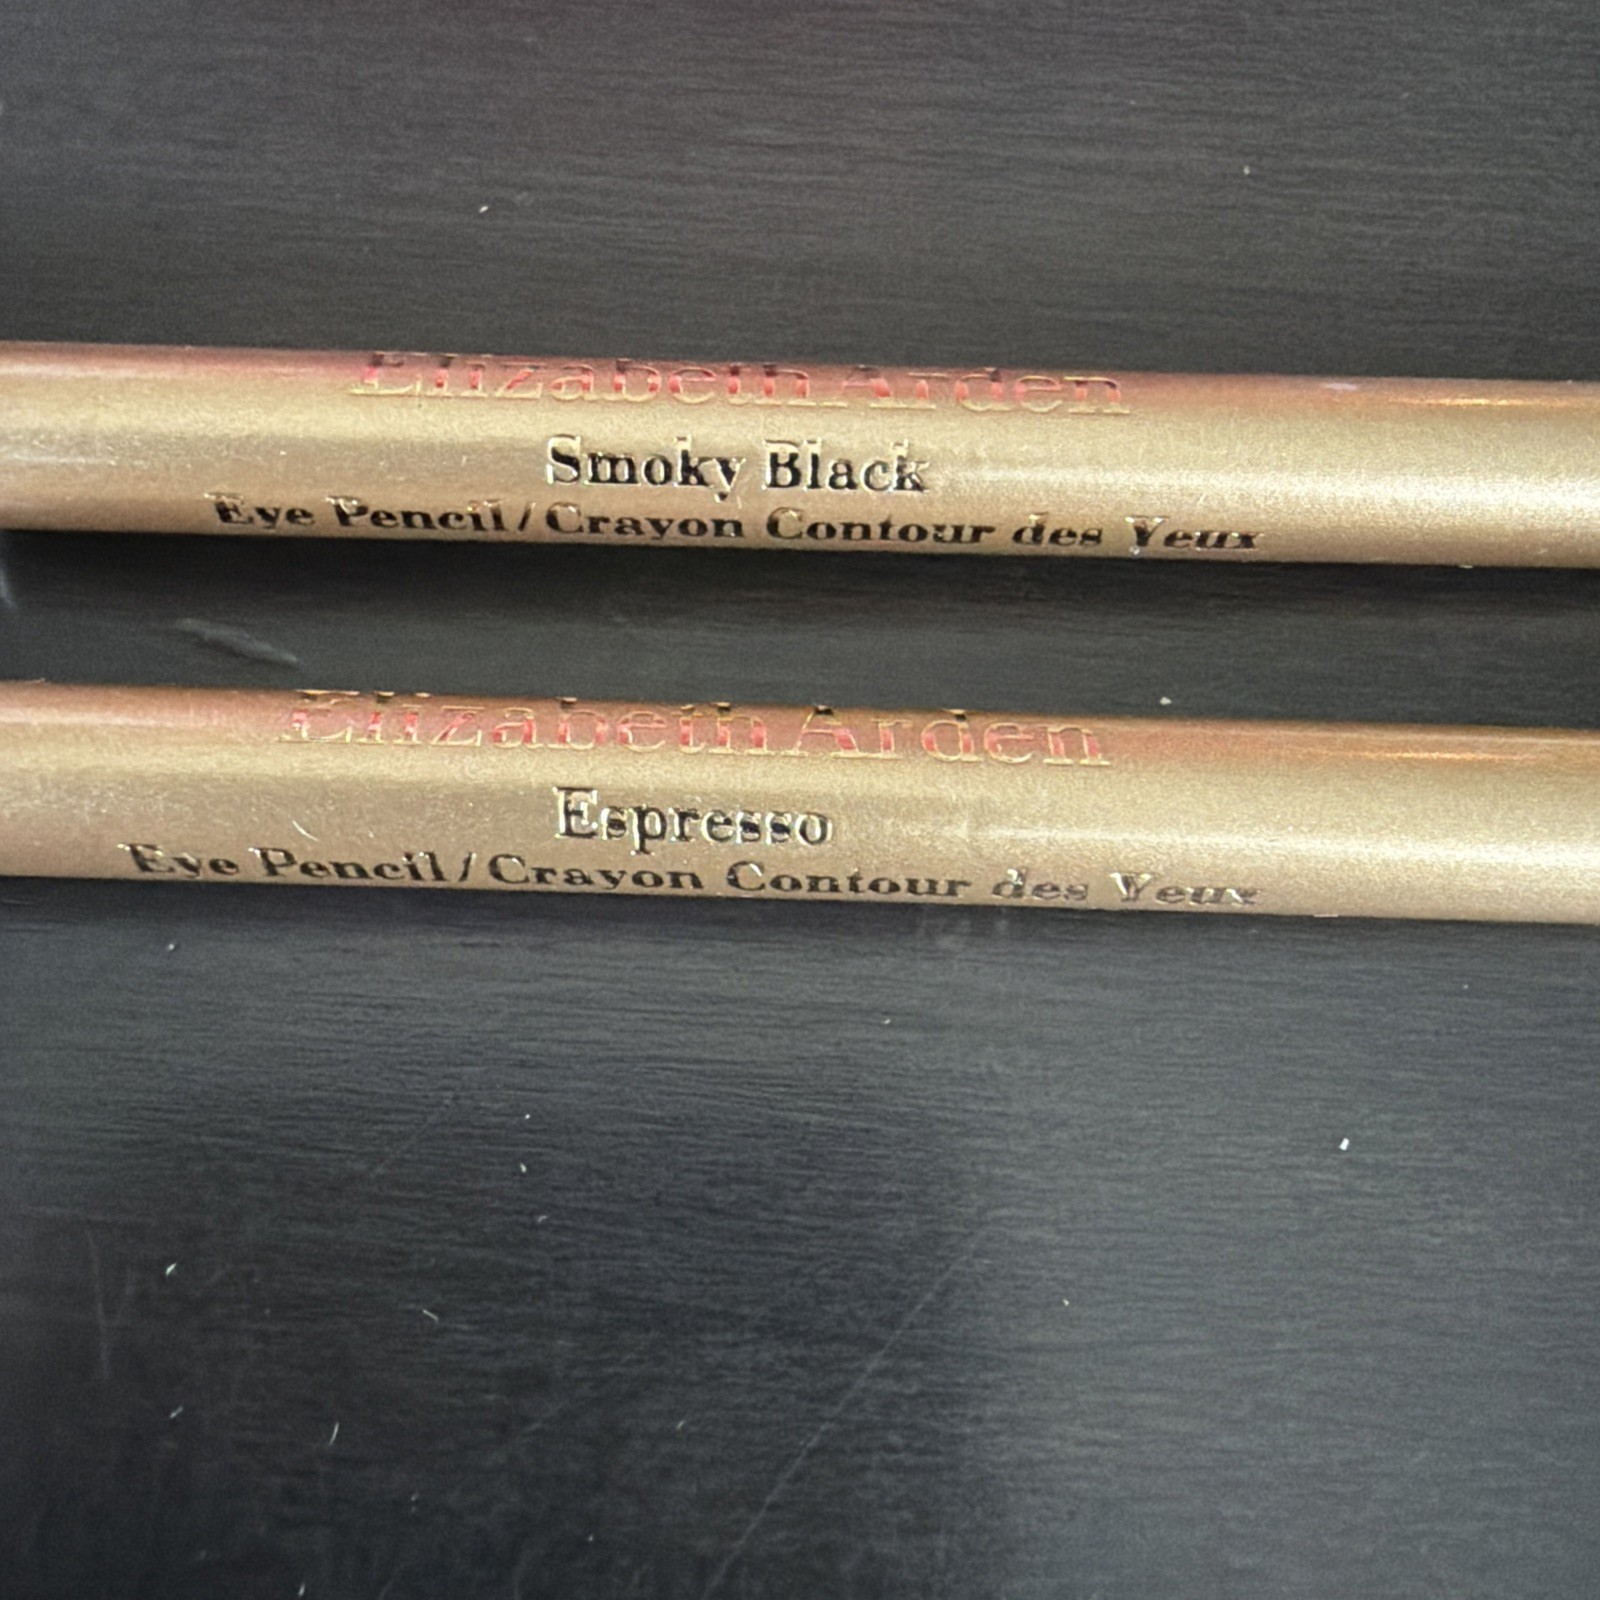 Elizabeth Arden
Smoky Black
Eye Pencil/Crayon Contour des Yeux
Elizabeth Arden
Espresso
Eye Pencil/Crayon Contour des Yeux